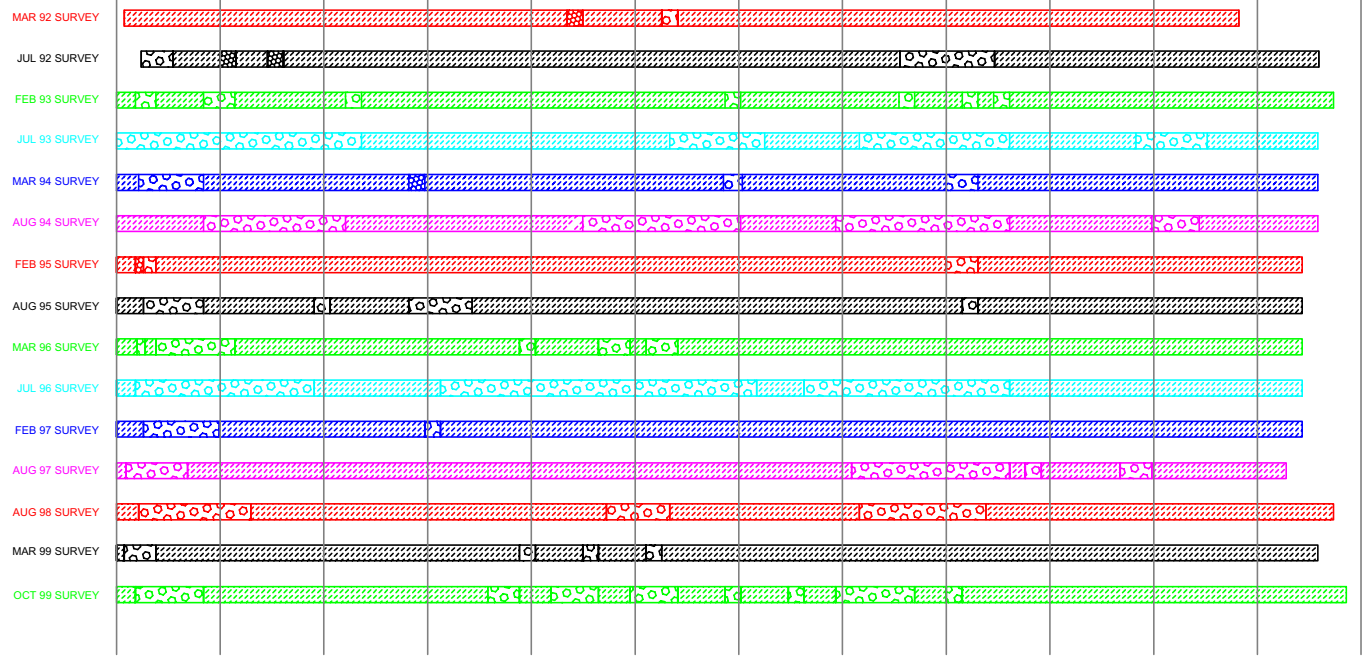 MAR 92 SURVEY
JUL 92 SURVEY
FEB 93 SURVEY
JUL 93 SURVEY
MAR 94 SURVEY
AUG 94 SURVEY
FEB 95 SURVEY
AUG 95 SURVEY
MAR 96 SURVEY
JUL 96 SURVEY
FEB 97 SURVEY
AUG 97 SURVEY
AUG 98 SURVEY
MAR 99 SURVEY
OCT 99 SURVEY